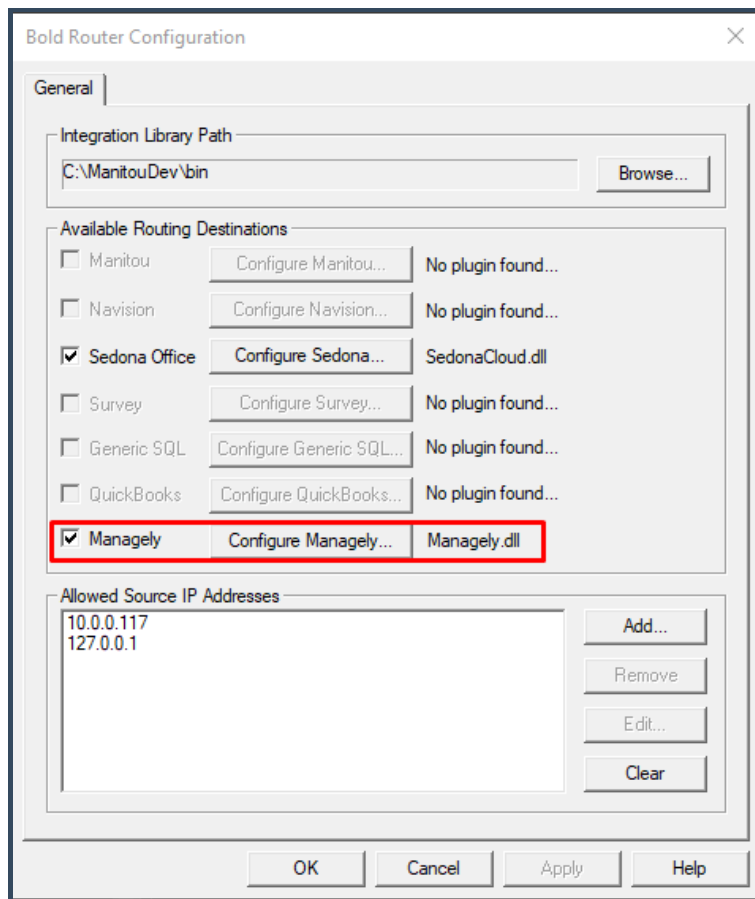 Bold Router Configuration
General
Integration Library Path
C:\ManitouDev\bin Browse...
Available Routing Destinations
Manitou Configure Manitou... No plugin found...
Navision Configure Navision... No plugin found...
Sedona Office Configure Sedona... SedonaCloud.dll
Survey Configure Survey... No plugin found...
Generic SQL Configure Generic SQL... No plugin found...
QuickBooks Configure QuickBooks... No plugin found...
Managely Configure Managely... Managely.dll
Allowed Source IP Addresses
10.0.0.117 Add...
127.0.0.1
Remove
Edit...
Clear
OK Cancel Apply Help